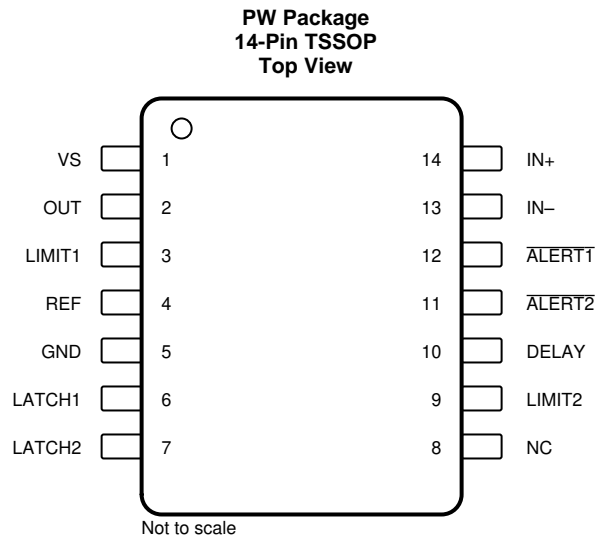 PW Package
14-Pin TSSOP
Top View
VS 1 14 IN+
OUT 2 13 IN–
LIMIT1 3 12 ALERT1
REF 4 11 ALERT2
GND 5 10 DELAY
LATCH1 6 9 LIMIT2
LATCH2 7 8 NC
Not to scale